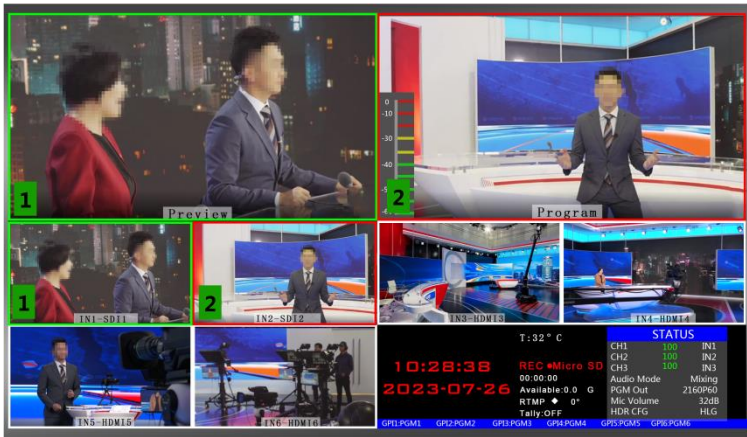 1
Preview
0
-10
-30
-40
2
Program
1
IN1-SDI1
2
IN2-SDI2
IN3-HDMI3
IN4-HDMI4
IN5-HDMI5
IN6-HDMI6
10:28:38
2023-07-26
T:32° C
REC ●Micro SD
00:00:00
Available:0.0 G
RTMP ◆ 0°
Tally:OFF
STATUS
CH1 100 IN1
CH2 100 IN2
CH3 100 IN3
Audio Mode Mixing
PGM Out 2160P60
Mic Volume 32dB
HDR CFG HLG
GPI1:PGM1 GPI2:PGM2 GPI3:PGM3 GPI4:PGM4 GPI5:PGM5 GPI6:PGM6